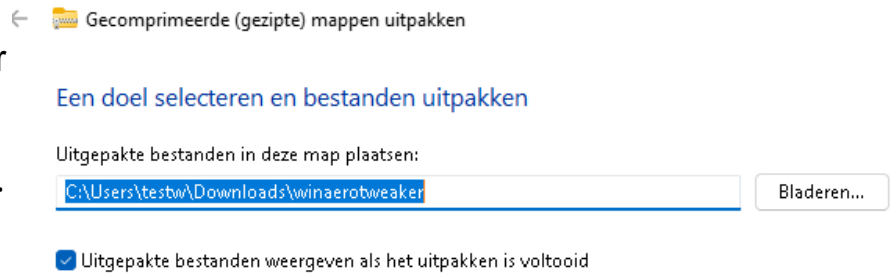 Gecomprimeerde (gezipte) mappen uitpakken
r
Een doel selecteren en bestanden uitpakken
Uitgepakte bestanden in deze map plaatsen:
.
C:\Users\testw\Downloads\winaerotweaker
Bladeren...
Uitgepakte bestanden weergeven als het uitpakken is voltooid